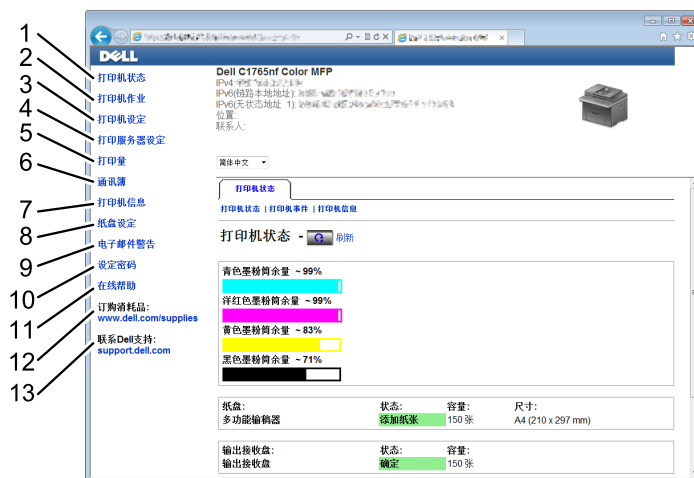 DELL
1
2
3
4
5
6
7
8
9
10
11
12
13
打印机状态
打印机作业
打印机设定
打印服务器设定
打印量
通讯簿
打印机信息
纸盘设定
电子邮件警告
设定密码
在线帮助
订购消耗品:
www.dell.com/supplies
联系Dell支持:
support.dell.com
Dell C1765nf Color MFP
IPv4:
IPv6(链路本地地址):
IPv6(无状态地址 1):
位置:
联系人:
简体中文
打印机状态
打印机状态 | 打印机事件 | 打印机信息
打印机状态 - 刷新
青色墨粉筒余量 ~ 99%
洋红色墨粉筒余量 ~ 99%
黄色墨粉筒余量 ~ 83%
黑色墨粉筒余量 ~ 71%
纸盘: 状态: 容量: 尺寸:
多功能输稿器 添加纸张 150 张 A4 (210 x 297 mm)
输出接收盘: 状态: 容量:
输出接收盘 确定 150 张